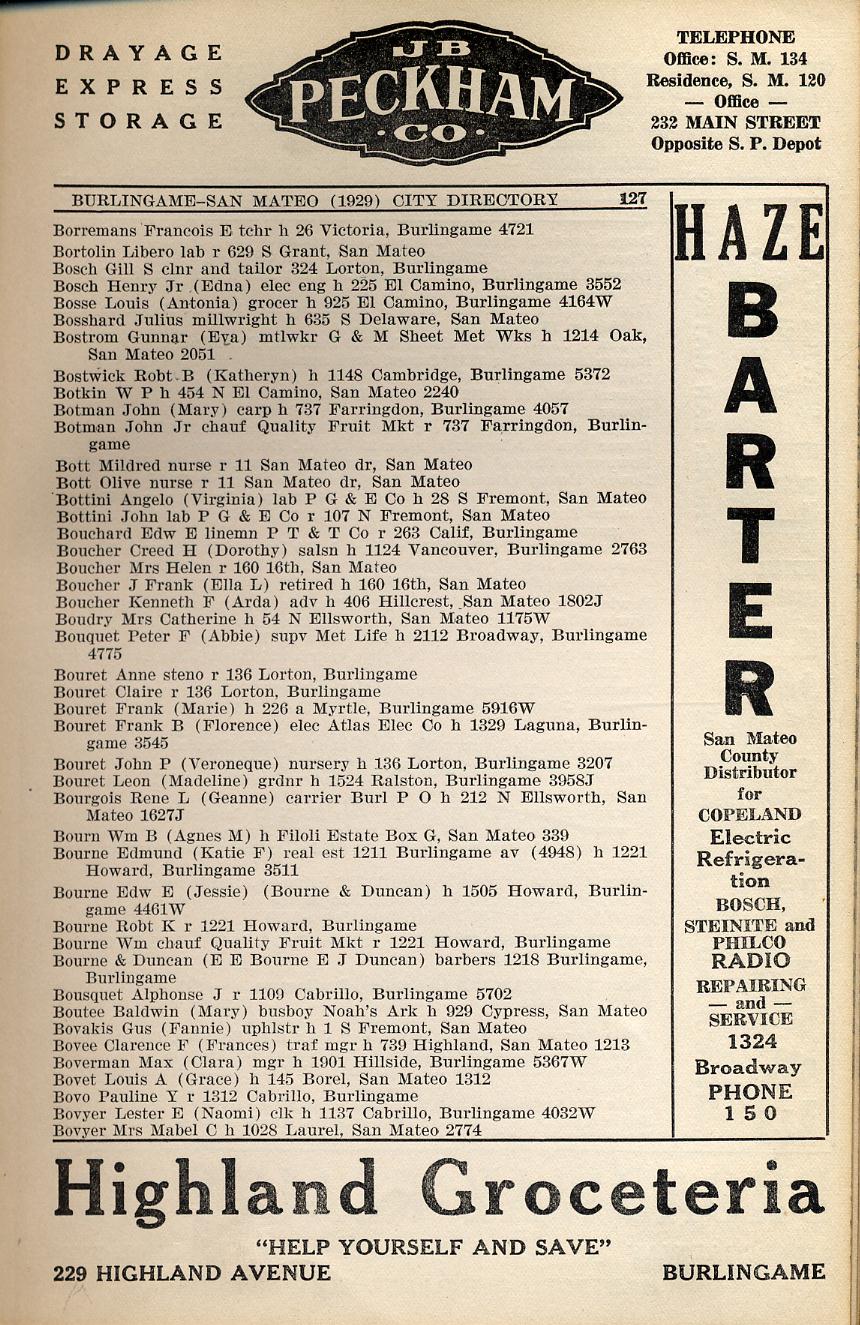 DRAYAGE
EXPRESS
STORAGE
JB
PECKHAM
·CO·
TELEPHONE
Office: S. M. 134
Residence, S. M. 120
— Office —
232 MAIN STREET
Opposite S. P. Depot
BURLINGAME–SAN MATEO (1929) CITY DIRECTORY 127
Borremans Francois E tchr h 26 Victoria, Burlingame 4721
Bortolin Libero lab r 629 S Grant, San Mateo
Bosch Gill S clnr and tailor 324 Lorton, Burlingame
Bosch Henry Jr (Edna) elec eng h 225 El Camino, Burlingame 3552
Bosse Louis (Antonia) grocer h 925 El Camino, Burlingame 4164W
Bosshard Julius millwright h 635 S Delaware, San Mateo
Bostrom Gunnar (Eva) mtlwkr G & M Sheet Met Wks h 1214 Oak,
San Mateo 2051
Bostwick Robt B (Katheryn) h 1148 Cambridge, Burlingame 5372
Botkin W P h 454 N El Camino, San Mateo 2240
Botman John (Mary) carp h 737 Farringdon, Burlingame 4057
Botman John Jr chauf Quality Fruit Mkt r 737 Farringdon, Burlin-
game
Bott Mildred nurse r 11 San Mateo dr, San Mateo
Bott Olive nurse r 11 San Mateo dr, San Mateo
Bottini Angelo (Virginia) lab P G & E Co h 28 S Fremont, San Mateo
Bottini John lab P G & E Co r 107 N Fremont, San Mateo
Bouchard Edw E linemn P T & T Co r 263 Calif, Burlingame
Boucher Creed H (Dorothy) salsn h 1124 Vancouver, Burlingame 2763
Boucher Mrs Helen r 160 16th, San Mateo
Boucher J Frank (Ella L) retired h 160 16th, San Mateo
Boucher Kenneth F (Arda) adv h 406 Hillcrest, San Mateo 1802J
Boudry Mrs Catherine h 54 N Ellsworth, San Mateo 1175W
Bouquet Peter F (Abbie) supv Met Life h 2112 Broadway, Burlingame
4775
Bouret Anne steno r 136 Lorton, Burlingame
Bouret Claire r 136 Lorton, Burlingame
Bouret Frank (Marie) h 226 a Myrtle, Burlingame 5916W
Bouret Frank B (Florence) elec Atlas Elec Co h 1329 Laguna, Burlin-
game 3545
Bouret John P (Veroneque) nursery h 136 Lorton, Burlingame 3207
Bouret Leon (Madeline) grdnr h 1524 Ralston, Burlingame 3958J
Bourgois Rene L (Geanne) carrier Burl P O h 212 N Ellsworth, San
Mateo 1627J
Bourn Wm B (Agnes M) h Filoli Estate Box G, San Mateo 339
Bourne Edmund (Katie F) real est 1211 Burlingame av (4948) h 1221
Howard, Burlingame 3511
Bourne Edw E (Jessie) (Bourne & Duncan) h 1505 Howard, Burlin-
game 4461W
Bourne Robt K r 1221 Howard, Burlingame
Bourne Wm chauf Quality Fruit Mkt r 1221 Howard, Burlingame
Bourne & Duncan (E E Bourne E J Duncan) barbers 1218 Burlingame,
Burlingame
Bousquet Alphonse J r 1109 Cabrillo, Burlingame 5702
Boutee Baldwin (Mary) busboy Noah's Ark h 929 Cypress, San Mateo
Bovakis Gus (Fannie) uphlstr h 1 S Fremont, San Mateo
Bovee Clarence F (Frances) traf mgr h 739 Highland, San Mateo 1213
Boverman Max (Clara) mgr h 1901 Hillside, Burlingame 5367W
Bovet Louis A (Grace) h 145 Borel, San Mateo 1312
Bovo Pauline Y r 1312 Cabrillo, Burlingame
Bovyer Lester E (Naomi) clk h 1137 Cabrillo, Burlingame 4032W
Bovyer Mrs Mabel C h 1028 Laurel, San Mateo 2774
HAZE
B
A
R
T
E
R
San Mateo
County
Distributor
for
COPELAND
Electric
Refrigera-
tion
BOSCH,
STEINITE and
PHILCO
RADIO
REPAIRING
— and —
SERVICE
1324
Broadway
PHONE
150
Highland Groceteria
"HELP YOURSELF AND SAVE"
229 HIGHLAND AVENUE BURLINGAME